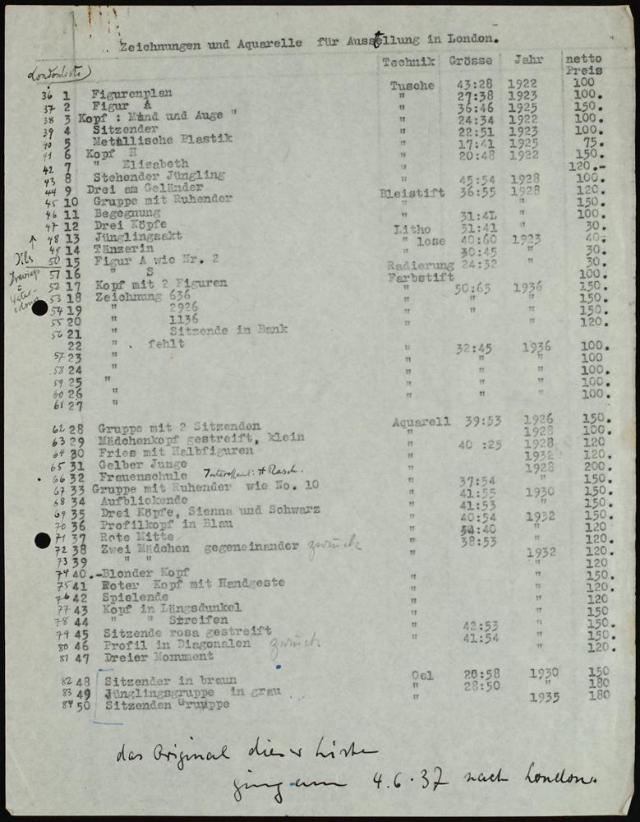 Zeichnungen und Aquarelle für Ausstellung in London.
Technik Grösse Jahr netto Preis
36 1 Figurenplan Tusche 43:28 1922 100
37 2 Figur A " 27:38 1923 100.
38 3 Kopf : Mund und Auge " " 36:46 1925 150.
39 4 Sitzender " 24:34 1922 100.
40 5 Metallische Plastik " 22:51 1923 100.
41 6 Kopf H " 17:41 1925 75.
42 7 " Elisabeth " 20:48 1922 150.
43 8 Stehender Jüngling 120.-
44 9 Drei am Geländer " 45:54 1928 100.
45 10 Gruppe mit Ruhender Bleistift 36:55 1928 120.
46 11 Begegnung " " 150.
47 12 Drei Köpfe " 31:4L " 100.
48 13 Jünglingsakt Litho 31:41 " 30.
49 14 Tänzerin " lose 40:60 1923 40.
50 15 Figur A wie Nr. 2 " 30:45 " 30.
51 16 " S Radierung 24:32 " 30.
52 17 Kopf mit 2 Figuren Farbstift 100.
53 18 Zeichnung 636 " 50:65 1936 150.
54 19 " 2926 " " " 150.
55 20 " 1136 " " " 150.
56 21 " Sitzende in Bank " " " 120.
22 " fehlt
57 23 " " 32:45 1936 100.
58 24 " " " " 100
59 25 " " " " 100.
60 26 " " " " 100.
61 27 " " " " 100.
62 28 Gruppe mit 2 Sitzenden Aquarell 39:53 1926 150.
63 29 Mädchenkopf gestreift, klein " 1928 100.
64 30 Fries mit Halbfiguren " 40 :25 1928 120
65 31 Gelber Junge " 1932 120.
66 32 Frauenschule " 1928 200.
67 33 Gruppe mit Ruhender wie No. 10 " 37:54 " 150.
68 34 Aufblickende " 41:55 1930 150.
69 35 Drei Köpfe, Sienna und Schwarz " 41:53 " 150.
70 36 Profilkopf in Blau " 40:54 1932 150.
71 37 Rote Mitte " 54:40 " 120
72 38 Zwei Mädchen gegeneinander zurück " 38:53 " 120.
73 39 " " " 1932 120.
74 40.-Blonder Kopf " " 120
75 41 Roter Kopf mit Handgeste " " 150.
76 42 Spielende " " 120
77 43 Kopf in Längsdunkel " " 150.
78 44 " " Streifen " " 150.
79 45 Sitzende rosa gestreift " 42:53 " 150.
80 46 Profil in Diagonalen zurück " 41:54 " 120.
81 47 Dreier Momment " " 120.
82 48 Sitzender in braun Oel 20:58 1930 150
83 49 Jünglingsgruppe in grau " 28:50 " 180
84 50 Sitzenden Gruppe " 1935 180
das Original dieser Liste
ging am 4.6.37 nach London.